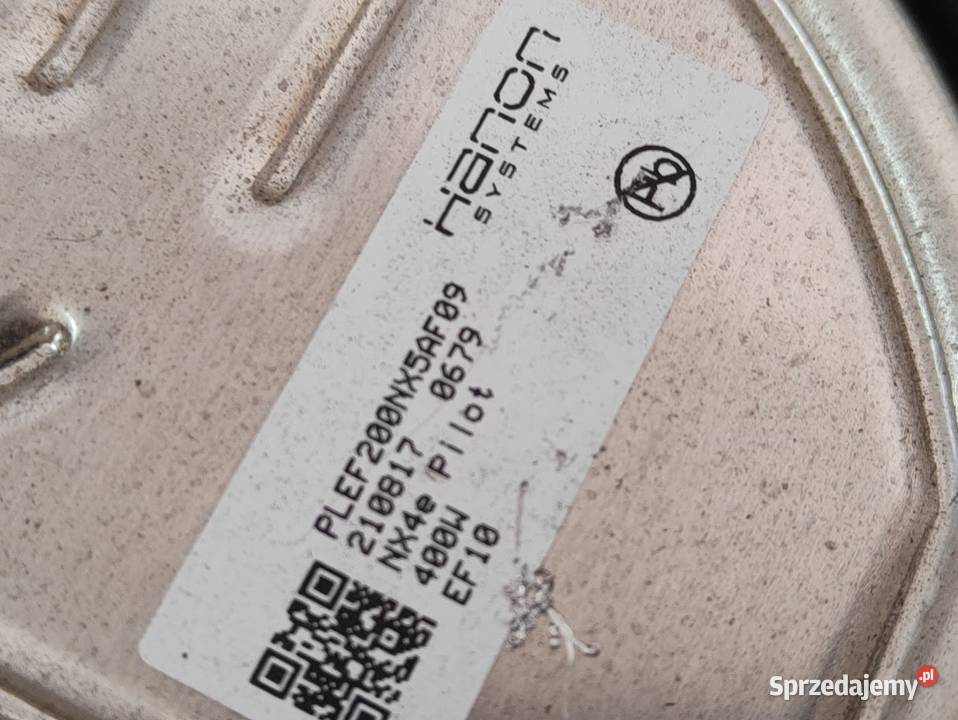 hanon
SYSTEMS
Pb
PLEF200NX5AF09
210817 0679
NX4e Pilot
400W
EF10
Sprzedajemy.pl